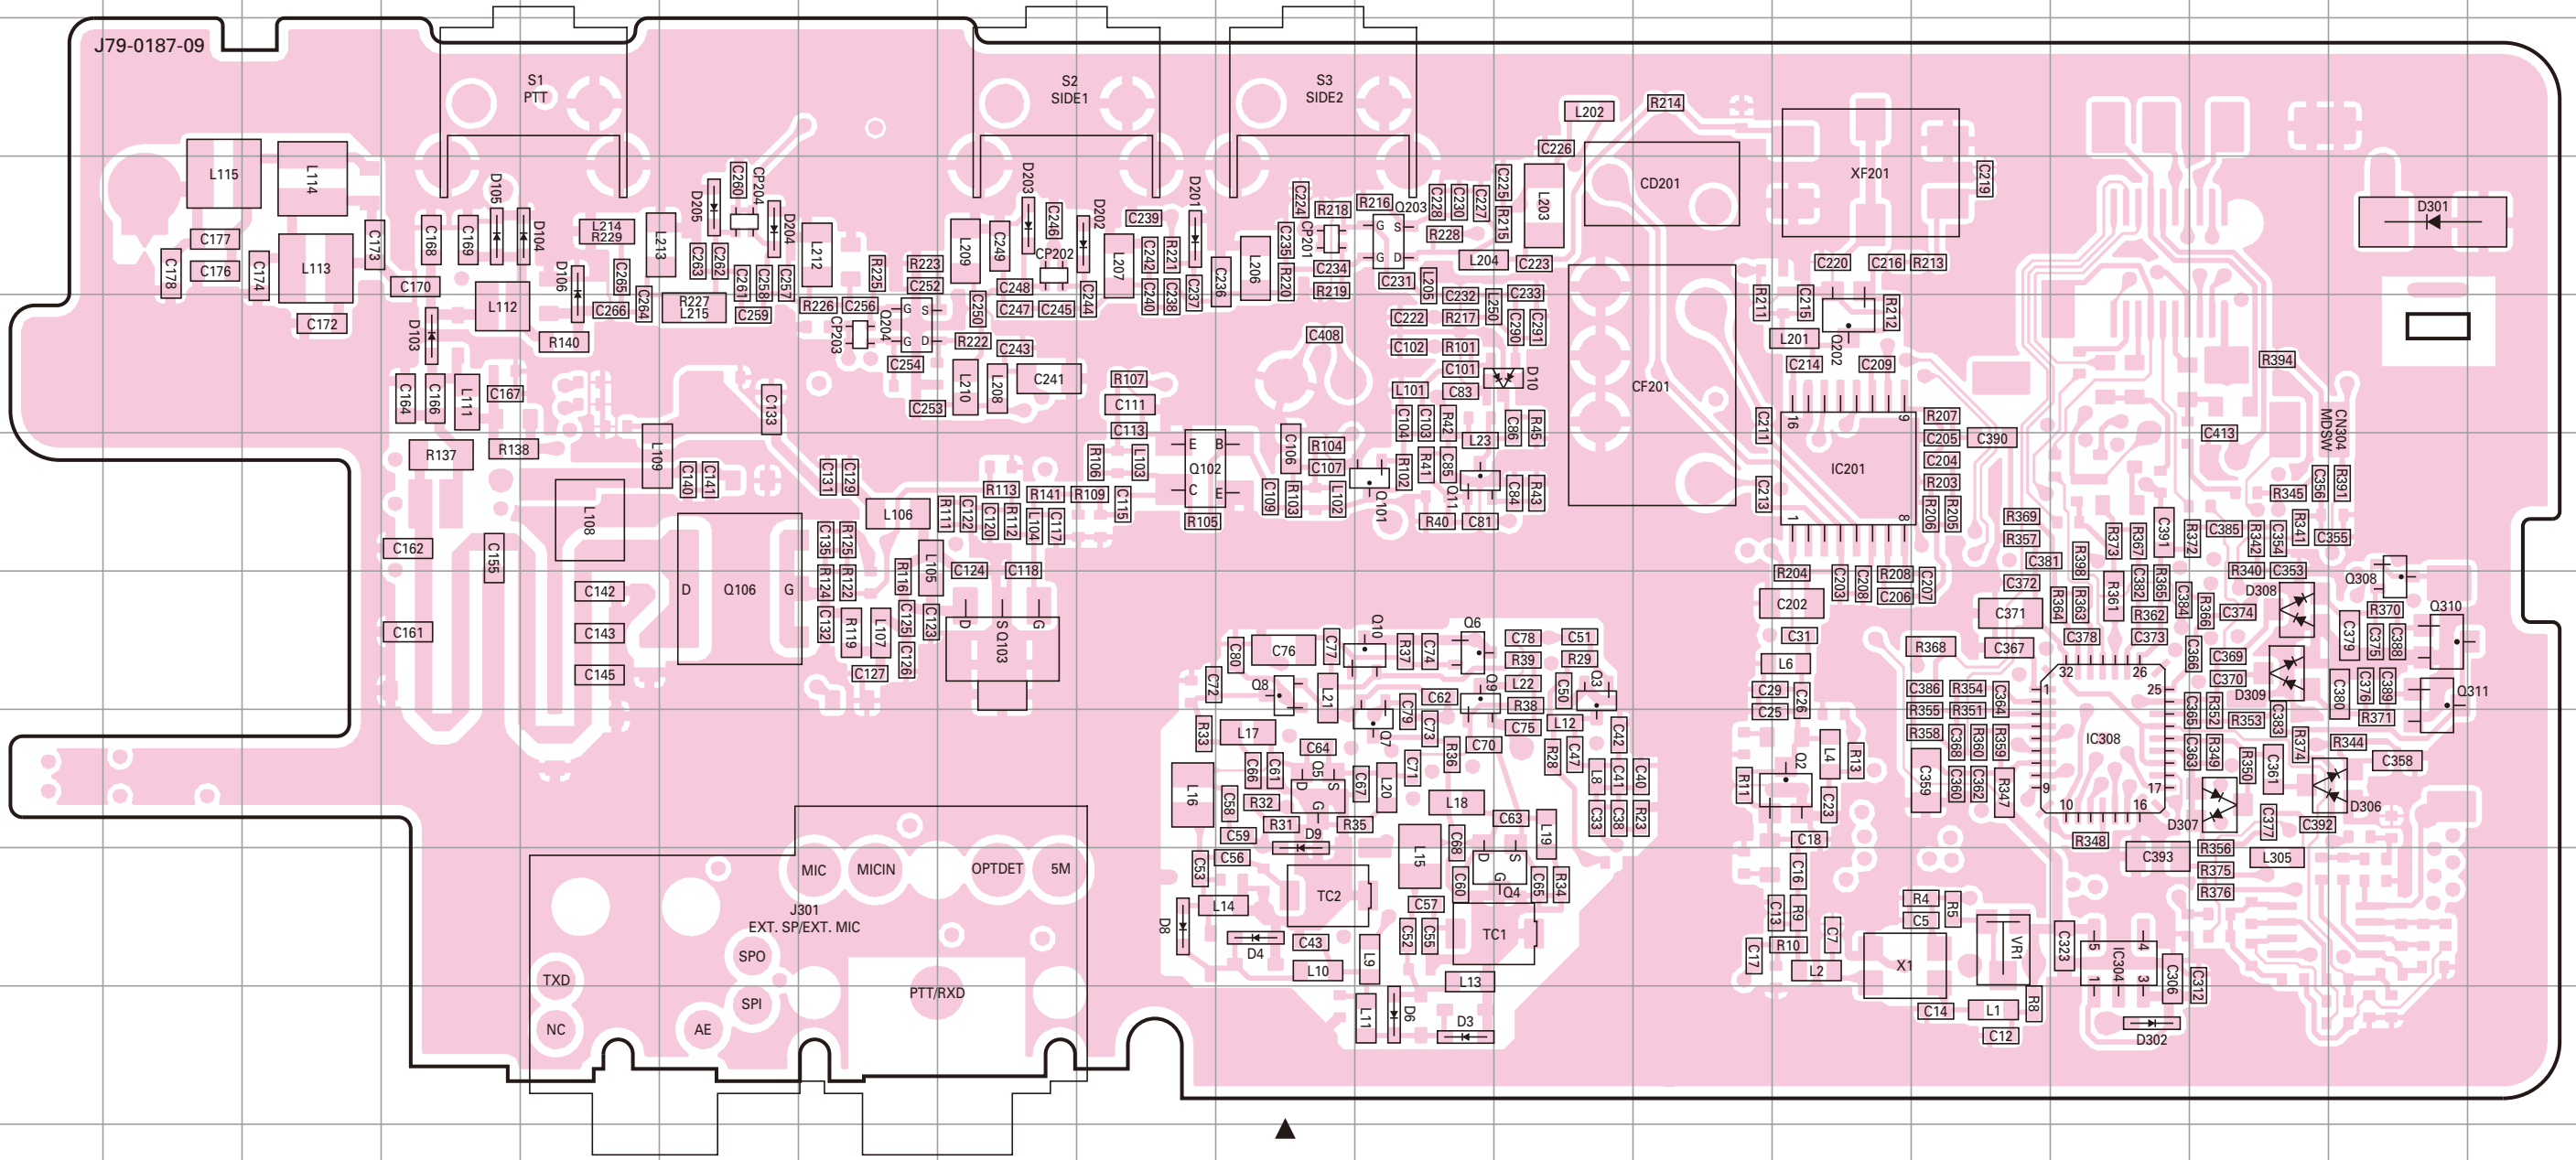 J79-0187-09
S1
PTT
S2
SIDE1
S3
SIDE2
L202
R214
C226
CD201
XF201
C219
L115
L114
D105
D104
C260
CP204
D205
D204
D203
C246
D202
C239
D201
C224
R218
R216
Q203
C228
C230
C227
C225
R215
L203
D301
C177
C176
C178
C174
L113
C173
C168
C169
C170
L214
R229
L213
C263
C262
C261
C258
C257
C259
L212
R225
R223
C252
L209
C249
CP202
C248
C247
C245
C244
L207
C242
R221
C240
C238
C237
C236
L206
C235
R220
CP201
C234
R219
G
S
G
D
R228
L204
C223
C231
L205
C232
L250
C233
C220
C216
R213
C172
D103
L112
D106
C265
C266
C264
R227
L215
R140
R226
C256
CP203
Q204
G
S
G
D
C250
R222
C243
C254
C408
C222
R217
C290
C291
C102
R101
C101
D10
C83
L101
R211
C215
R212
L201
Q202
C214
C209
R394
C164
C166
L111
C167
C133
C253
L210
L208
C241
R107
C111
C113
CF201
C104
C103
R42
L23
C86
R45
C211
16
9
R207
C205
C390
C413
CN304
MDSW
R137
R138
L109
C140
C141
C131
C129
R106
L103
E
B
Q102
C
E
C106
R104
C107
R102
R41
C85
Q11
C84
R43
C213
IC201
C204
R203
R206
R205
1
8
R345
C356
R391
L108
L106
R111
C122
R113
C120
R112
R141
L104
C117
R109
C115
R105
C109
R103
L102
Q101
R40
C81
R369
R357
C381
C162
C155
C135
R125
L105
C124
C118
R116
R204
C203
C208
R208
C206
C207
C202
C372
C371
R373
R367
C391
R372
C385
R342
C354
R341
C355
R398
R340
C353
Q308
C142
D
Q106
G
R124
R122
C132
R119
L107
C125
C123
C126
C127
D
S
G
Q103
R361
C382
R365
C384
R364
R363
R362
R366
C374
D308
R370
Q310
C161
C143
C145
C80
C76
C77
Q10
R37
C74
Q6
C78
R39
C51
R29
C31
R368
C367
C378
C373
C366
C369
C370
D309
C379
C375
C388
C72
Q8
L21
C79
C62
Q9
L22
R38
C50
Q3
L6
C29
C26
C25
C386
R354
R355
R351
C364
32
26
1
25
C365
R352
R353
C383
C380
C376
C389
Q311
R371
R33
L17
C64
Q7
C73
R36
C70
C75
L12
R28
C47
C42
R358
C368
R360
R359
IC308
C363
R349
R350
C361
R374
R344
C358
L16
C66
C61
Q5
D
S
G
C67
L20
C71
L8
C41
C40
Q2
L4
R13
R11
C23
C359
C360
C362
R347
9
17
10
16
D307
D306
C377
C392
C58
R32
R31
R35
D9
C59
C56
C53
L18
C63
L19
C33
C38
R23
C18
R348
C393
R356
R375
R376
L305
MIC
MICIN
OPTDET
5M
L15
C68
D
S
G
Q4
C60
C65
R34
C16
TC2
C57
TC1
L14
D8
D4
C43
L10
L9
C52
C55
L13
C13
R9
R10
C7
C17
L2
R4
C5
R5
X1
VR1
C323
5
4
IC304
1
3
C306
C312
J301
EXT. SP/EXT. MIC
SPO
TXD
SPI
NC
AE
PTT/RXD
L11
D6
D3
C14
L1
R8
C12
D302